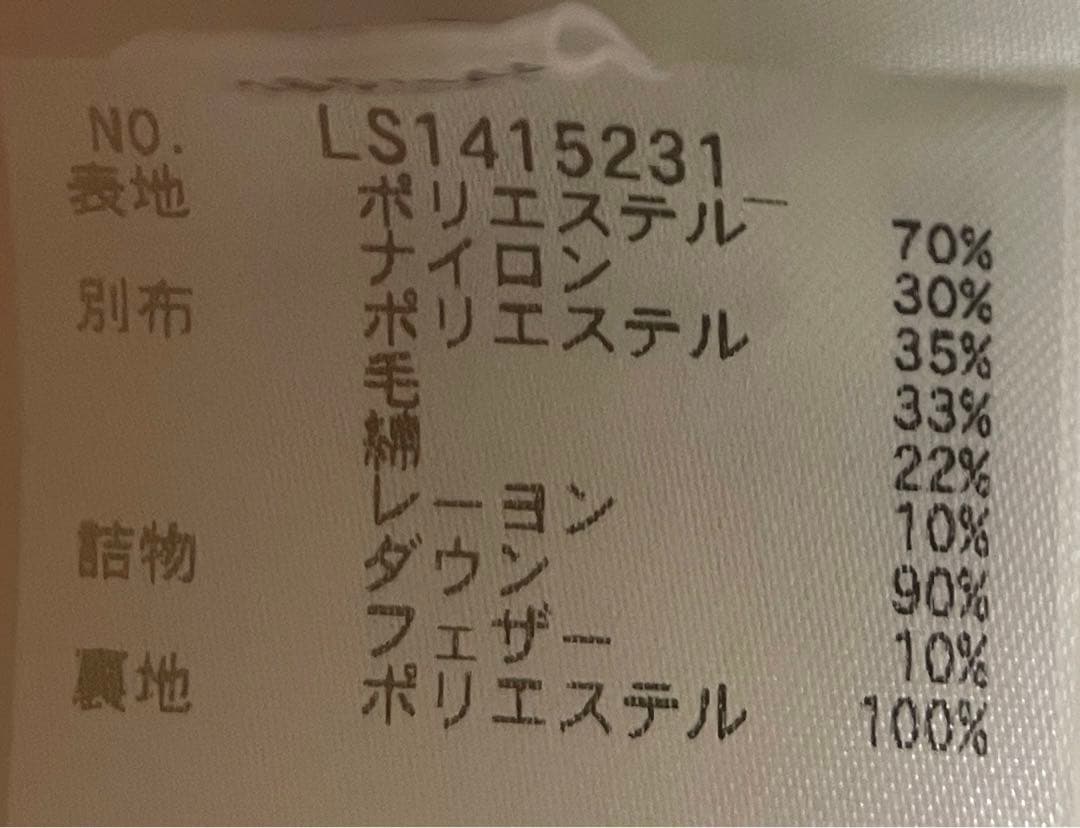 NO. LS1415231
表地 ポリエステル 70%
ナイロン 30%
別布 ポリエステル 35%
毛 33%
綿 22%
レーヨン 10%
詰物 ダウン 90%
フェザー 10%
裏地 ポリエステル 100%